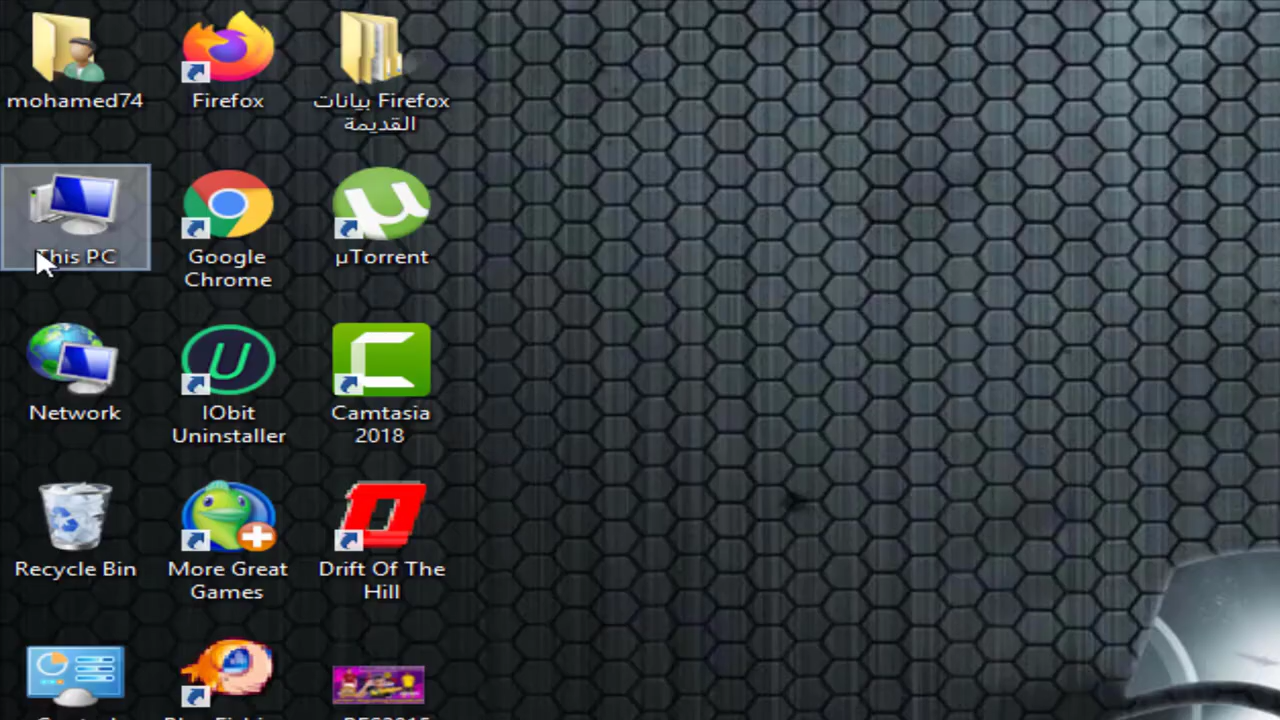 mohamed74
Firefox
بيانات Firefox
القديمة
This PC
Google
Chrome
µTorrent
Network
IObit
Uninstaller
Camtasia
2018
Recycle Bin
More Great
Games
Drift Of The
Hill